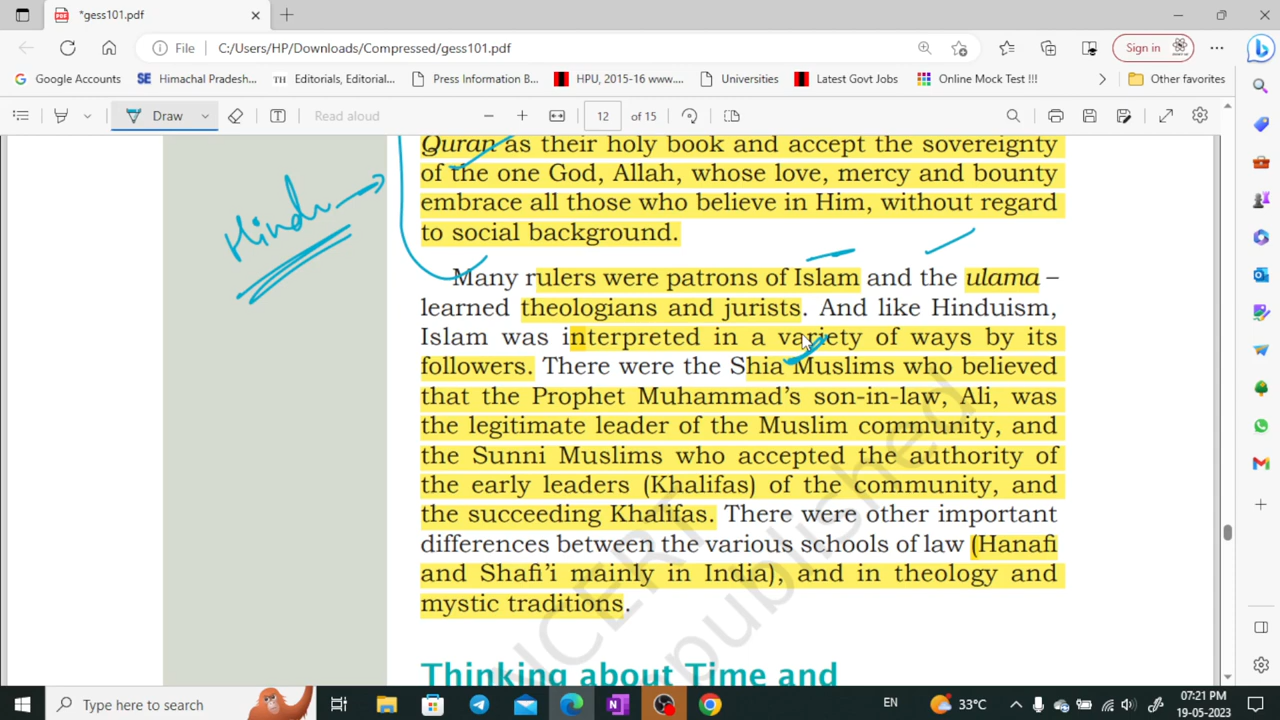 *gess101.pdf
File C:/Users/HP/Downloads/Compressed/gess101.pdf
Sign in
Google Accounts SE Himachal Pradesh... TH Editorials, Editorial... Press Information B... HPU, 2015-16 www.... Universities Latest Govt Jobs Online Mock Test !!! Other favorites
Draw Read aloud 12 of 15
Quran as their holy book and accept the sovereignty
of the one God, Allah, whose love, mercy and bounty
embrace all those who believe in Him, without regard
to social background.
Hindu
Many rulers were patrons of Islam and the ulama –
learned theologians and jurists. And like Hinduism,
Islam was interpreted in a variety of ways by its
followers. There were the Shia Muslims who believed
that the Prophet Muhammad's son-in-law, Ali, was
the legitimate leader of the Muslim community, and
the Sunni Muslims who accepted the authority of
the early leaders (Khalifas) of the community, and
the succeeding Khalifas. There were other important
differences between the various schools of law (Hanafi
and Shafi'i mainly in India), and in theology and
mystic traditions.
NCERT
published
Thinking about Time and
Type here to search
33°C
EN
07:21 PM
19-05-2023